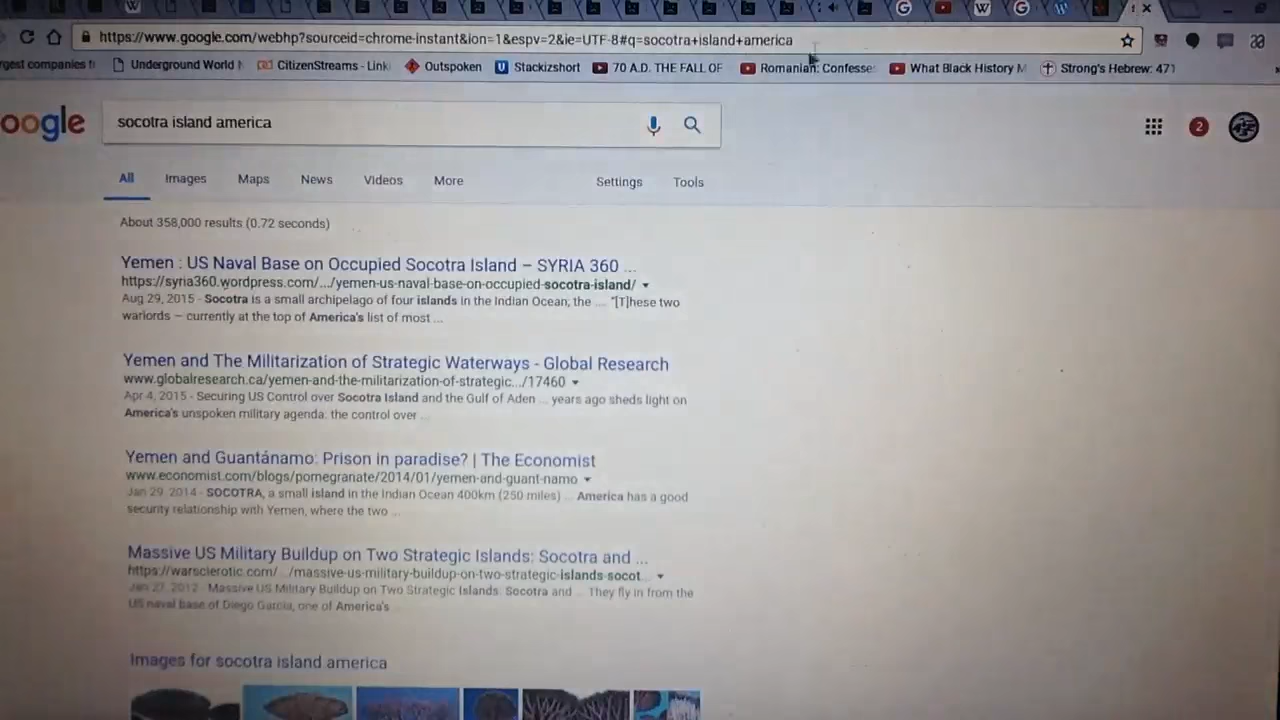 https://www.google.com/webhp?sourceid=chrome-instant&ion=1&espv=2&ie=UTF-8#q=socotra+island+america
rgest companies Underground World CitizenStreams - Link Outspoken Stackizshort 70 A.D. THE FALL OF Romanian: Confesse What Black History M Strong's Hebrew: 471
oogle socotra island america 2
All Images Maps News Videos More Settings Tools
About 358,000 results (0.72 seconds)
Yemen : US Naval Base on Occupied Socotra Island – SYRIA 360 ...
https://syria360.wordpress.com/.../yemen-us-naval-base-on-occupied-socotra-island/
Aug 29, 2015 - Socotra is a small archipelago of four islands in the Indian Ocean; the ... "[T]hese two
warlords – currently at the top of America's list of most ...
Yemen and The Militarization of Strategic Waterways - Global Research
www.globalresearch.ca/yemen-and-the-militarization-of-strategic.../17460
Apr 4, 2015 - Securing US Control over Socotra Island and the Gulf of Aden ... years ago sheds light on
America's unspoken military agenda: the control over ...
Yemen and Guantánamo: Prison in paradise? | The Economist
www.economist.com/blogs/pomegranate/2014/01/yemen-and-guant-namo
Jan 29, 2014 - SOCOTRA, a small island in the Indian Ocean 400km (250 miles) ... America has a good
security relationship with Yemen, where the two ...
Massive US Military Buildup on Two Strategic Islands: Socotra and ...
https://warsclerotic.com/.../massive-us-military-buildup-on-two-strategic-islands-socot...
Jan 27, 2012 - Massive US Military Buildup on Two Strategic Islands: Socotra and ... They fly in from the
US naval base of Diego Garcia, one of America's
Images for socotra island america